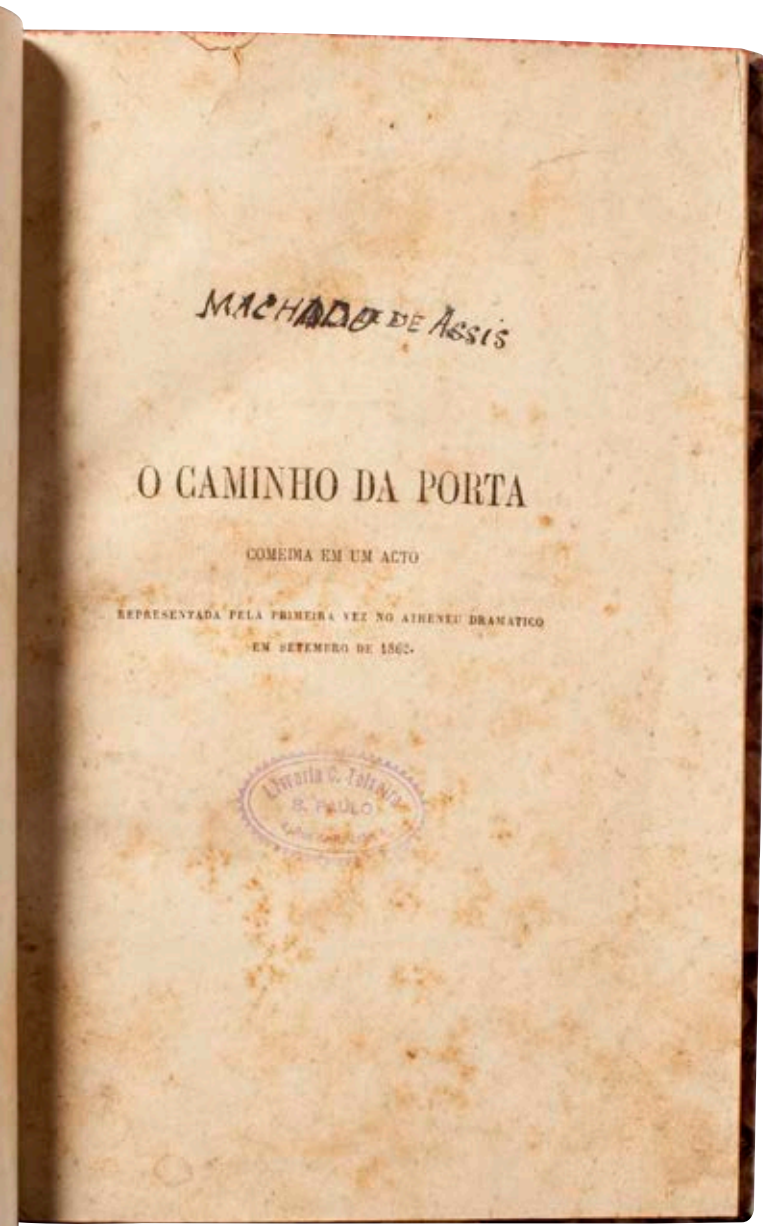 MACHADO DE ASSIS
O CAMINHO DA PORTA
COMEDIA EM UM ACTO
REPRESENTADA PELA PRIMEIRA VEZ NO ATHENEU DRAMATICO
EM SETEMBRO DE 1862.
Livraria C. Teixeira
S. PAULO